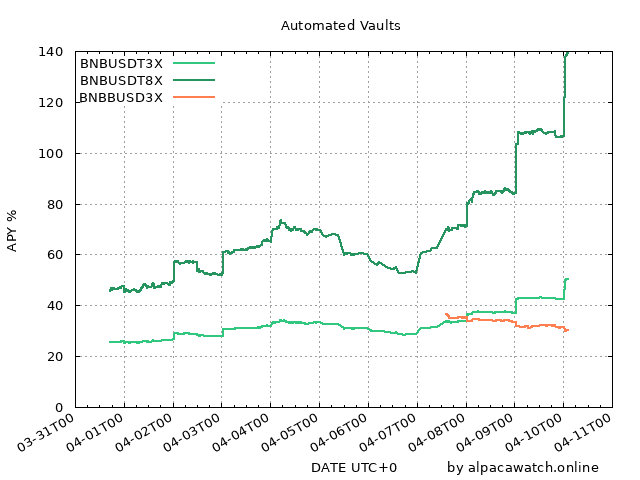 Automated Vaults
140
120
100
80
60
40
20
0
APY %
BNBUSDT3X
BNBUSDT8X
BNBBUSD3X
03-31T00
04-01T00
04-02T00
04-03T00
04-04T00
04-05T00
04-06T00
04-07T00
04-08T00
04-09T00
04-10T00
04-11T00
DATE UTC+0
by alpacawatch.online